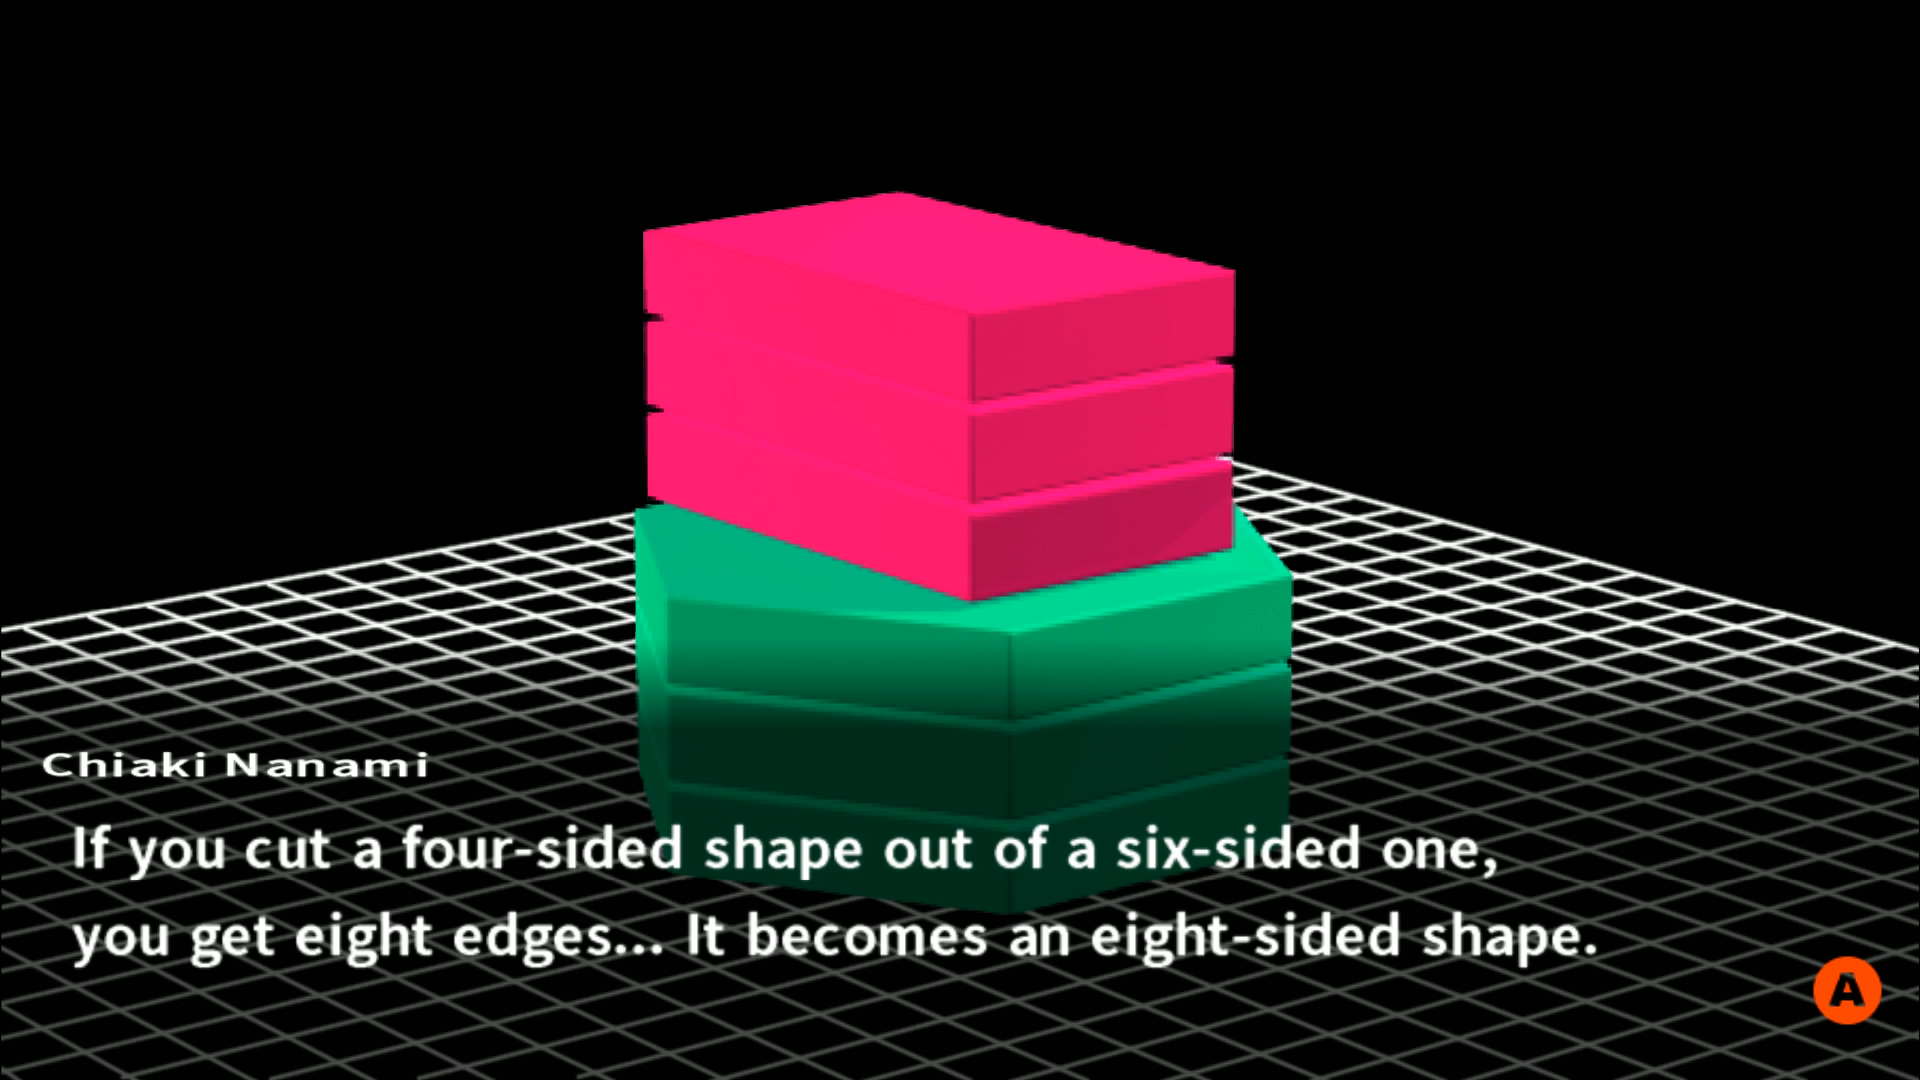 Chiaki Nanami
If you cut a four-sided shape out of a six-sided one,
you get eight edges... It becomes an eight-sided shape.
A